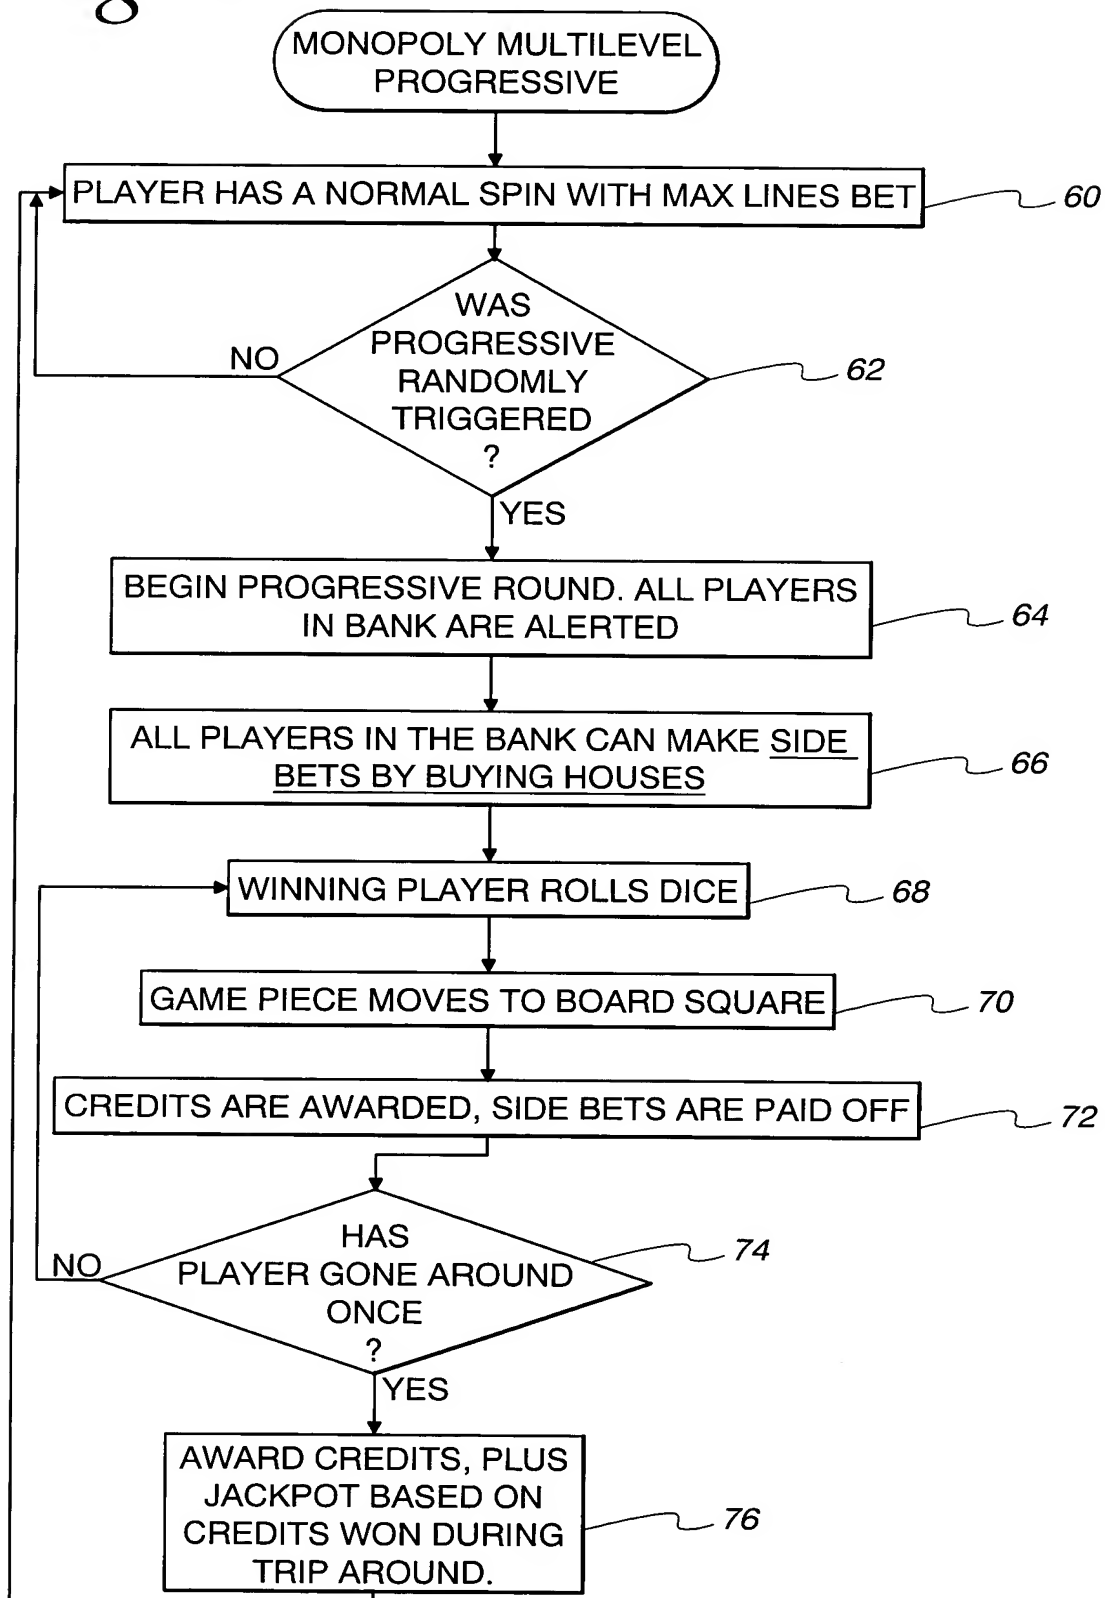 MONOPOLY MULTILEVEL
PROGRESSIVE
PLAYER HAS A NORMAL SPIN WITH MAX LINES BET
60
WAS
PROGRESSIVE
RANDOMLY
TRIGGERED
?
NO
62
YES
BEGIN PROGRESSIVE ROUND. ALL PLAYERS
IN BANK ARE ALERTED
64
ALL PLAYERS IN THE BANK CAN MAKE SIDE
BETS BY BUYING HOUSES
66
WINNING PLAYER ROLLS DICE
68
GAME PIECE MOVES TO BOARD SQUARE
70
CREDITS ARE AWARDED, SIDE BETS ARE PAID OFF
72
HAS
PLAYER GONE AROUND
ONCE
?
NO
74
YES
AWARD CREDITS, PLUS
JACKPOT BASED ON
CREDITS WON DURING
TRIP AROUND.
76